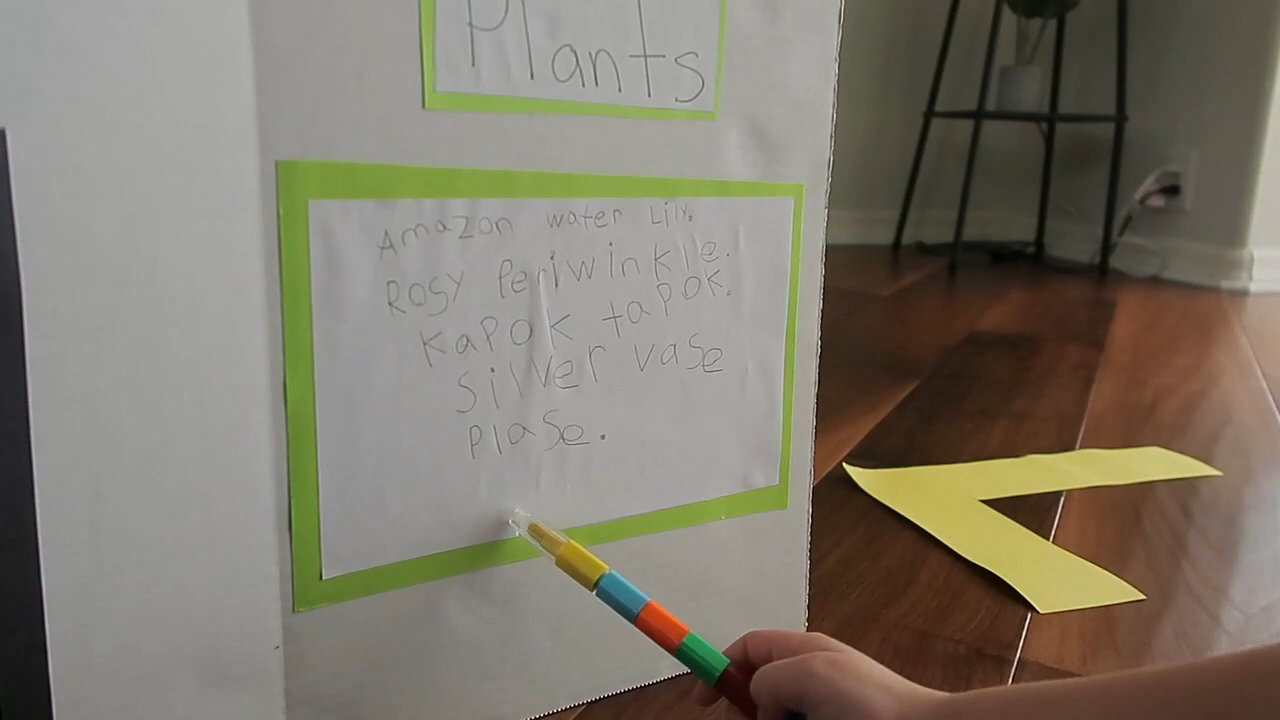 Plants
Amazon water Lily.
Rosy Periwinkle.
Kapok tapok.
Silver vase
plase.